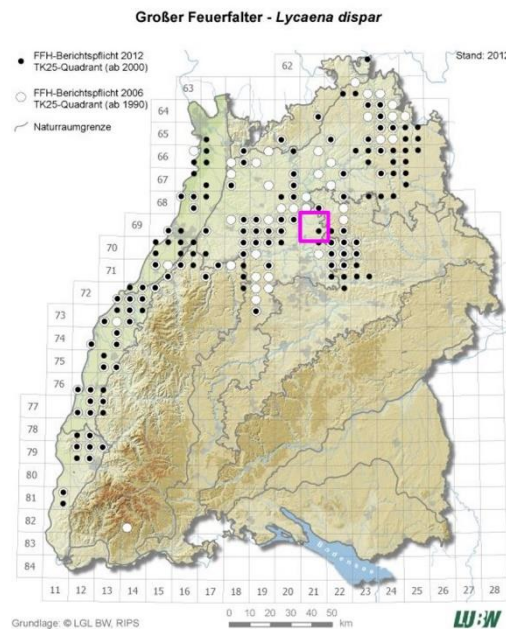 Großer Feuerfalter - Lycaena dispar
FFH-Berichtspflicht 2012
TK25-Quadrant (ab 2000)
FFH-Berichtspflicht 2006
TK25-Quadrant (ab 1990)
Naturraumgrenze
Stand: 2012
62
63
64
65
66
67
68
69
70
71
72
73
74
75
76
77
78
79
80
81
82
83
84
11 12 13 14 15 16 17 18 19 20 21 22 23 24 25 26 27 28
0 10 20 30 40 50
km
Grundlage: © LGL BW, RIPS
LUBW